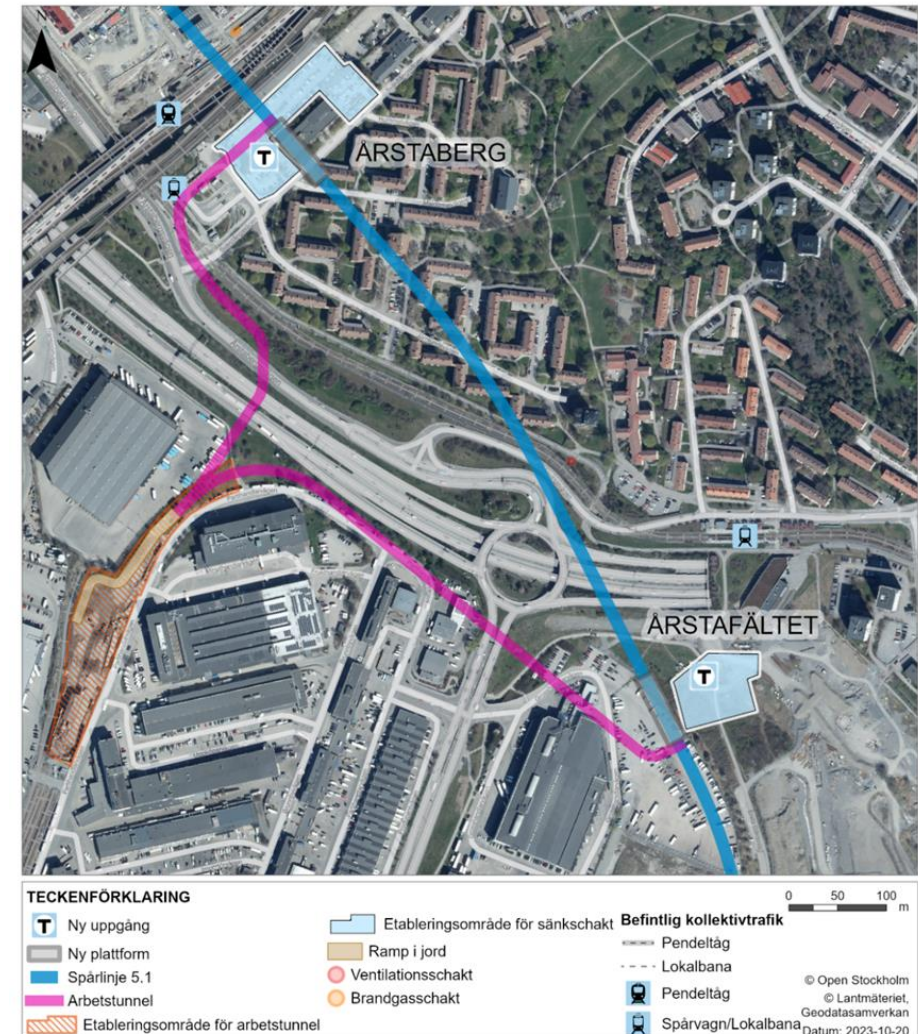 T
ÅRSTABERG
ÅRSTAFÄLTET
T
TECKENFÖRKLARING
T Ny uppgång
Ny plattform
Spårlinje 5.1
Arbetstunnel
Etableringsområde för arbetstunnel
Etableringsområde för sänkschakt
Ramp i jord
Ventilationsschakt
Brandgasschakt
Befintlig kollektivtrafik
Pendeltåg
Lokalbana
Pendeltåg
Spårvagn/Lokalbana
0 50 100
m
© Open Stockholm
© Lantmäteriet,
Geodatasamverkan
Datum: 2023-10-20